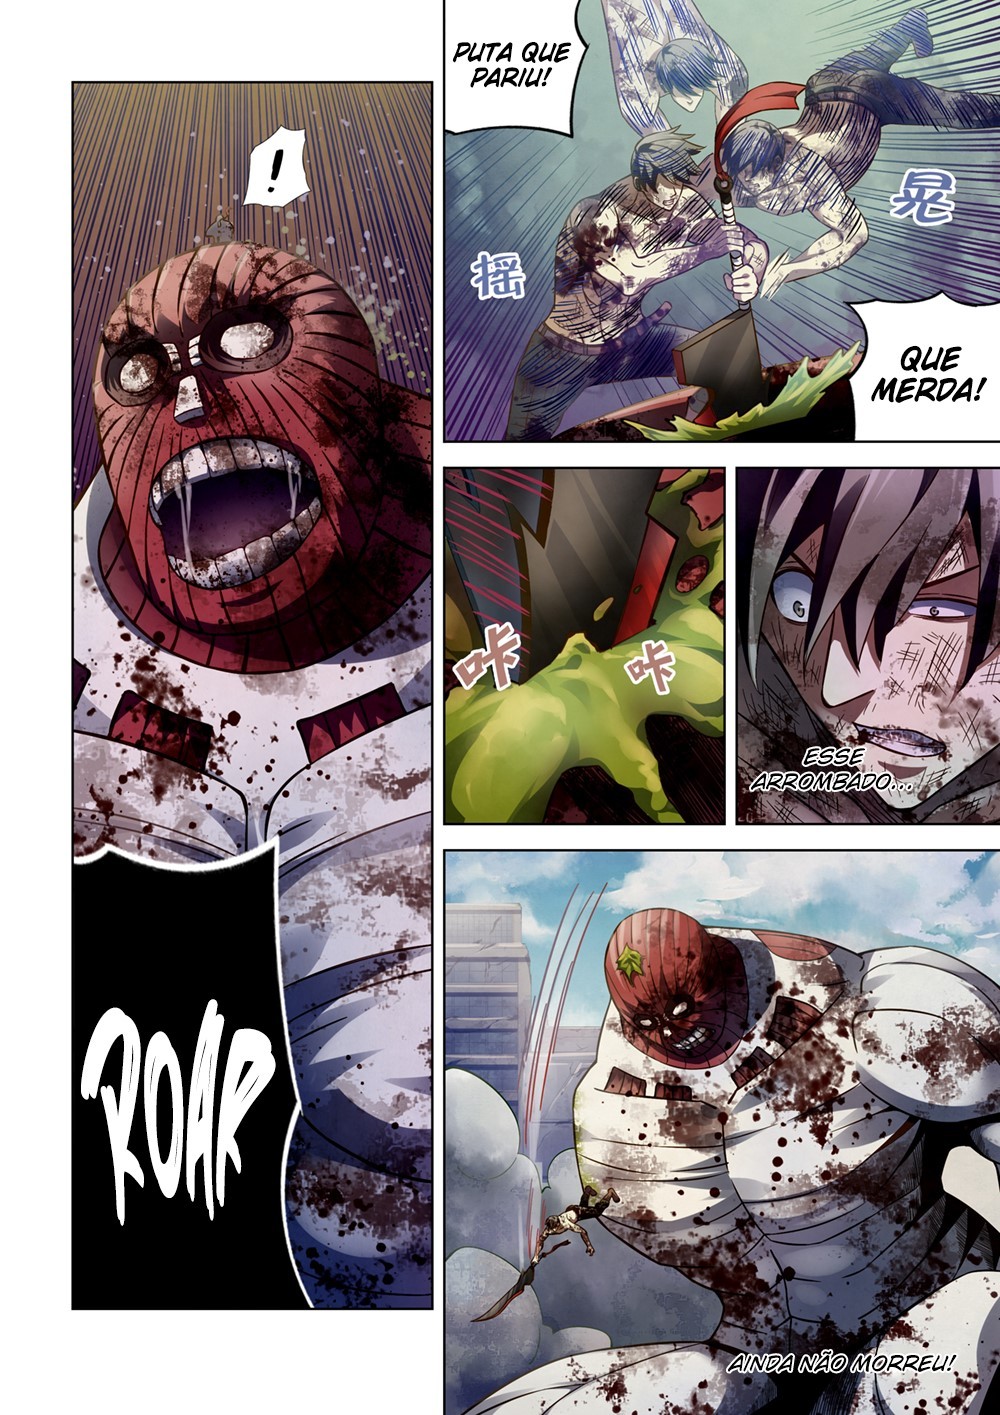 !
ROAR
PUTA QUE
PARIU!
晃
摇
QUE
MERDA!
咔
咔
ESSE
ARROMBADO...
AINDA NÃO MORREU!